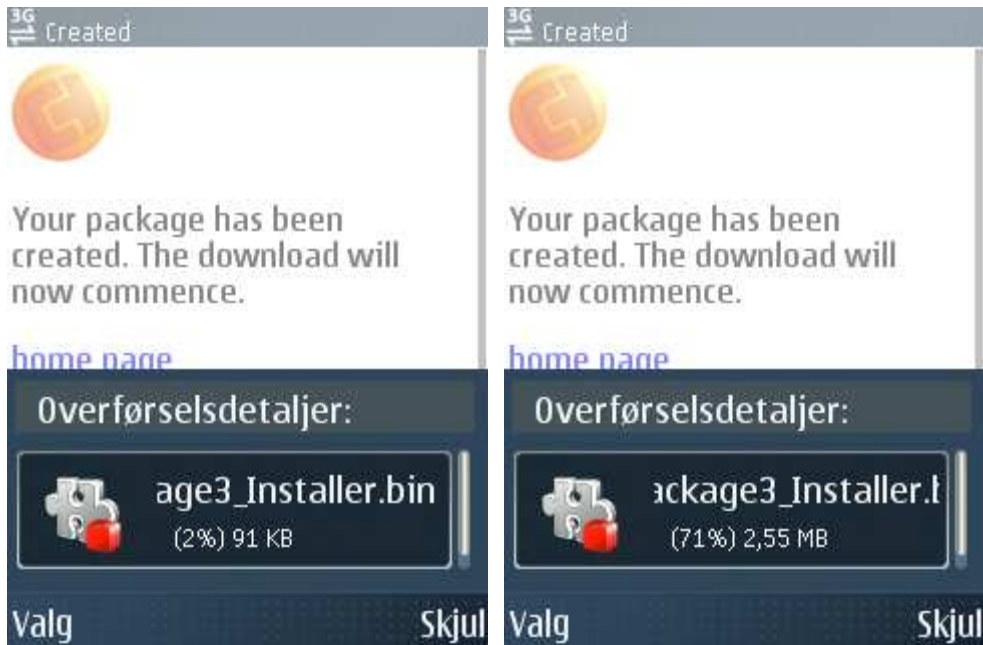 3G
Created
Your package has been
created. The download will
now commence.
home page
Overførselsdetaljer:
age3_Installer.bin
(2%) 91 KB
Valg
Skjul
3G
Created
Your package has been
created. The download will
now commence.
home page
Overførselsdetaljer:
ackage3_Installer.b
(71%) 2,55 MB
Valg
Skjul